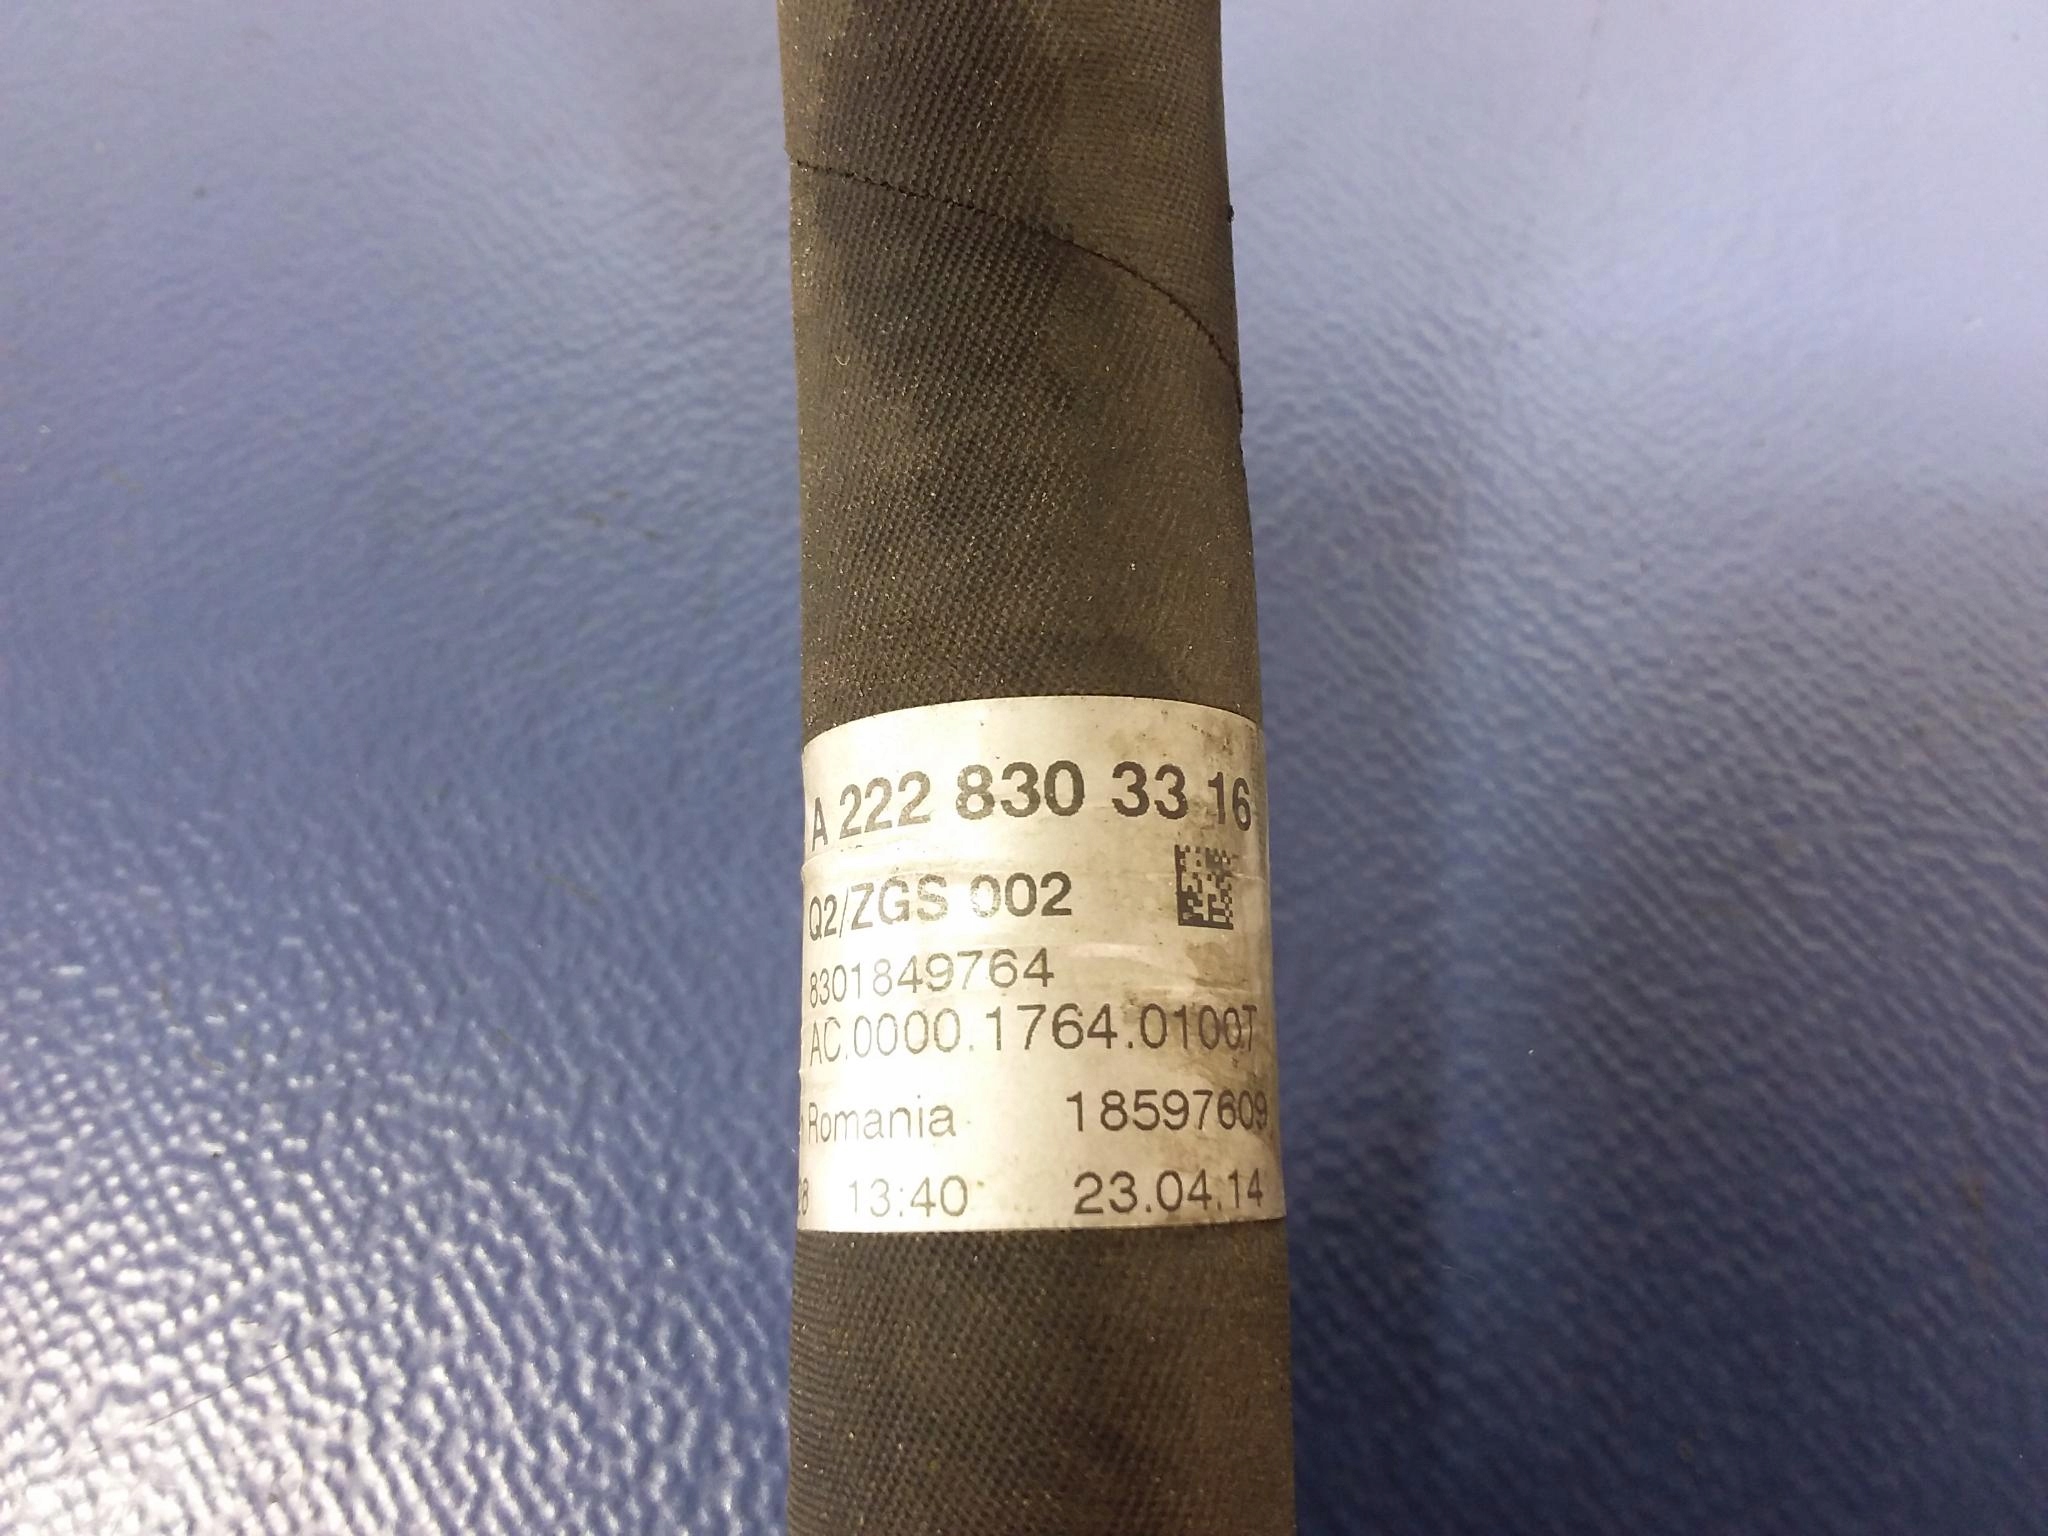 A 222 830 33 16
Q2/ZGS 002
8301849764
AC.0000.1764.0100T
Romania 18597609
13:40 23.04.14